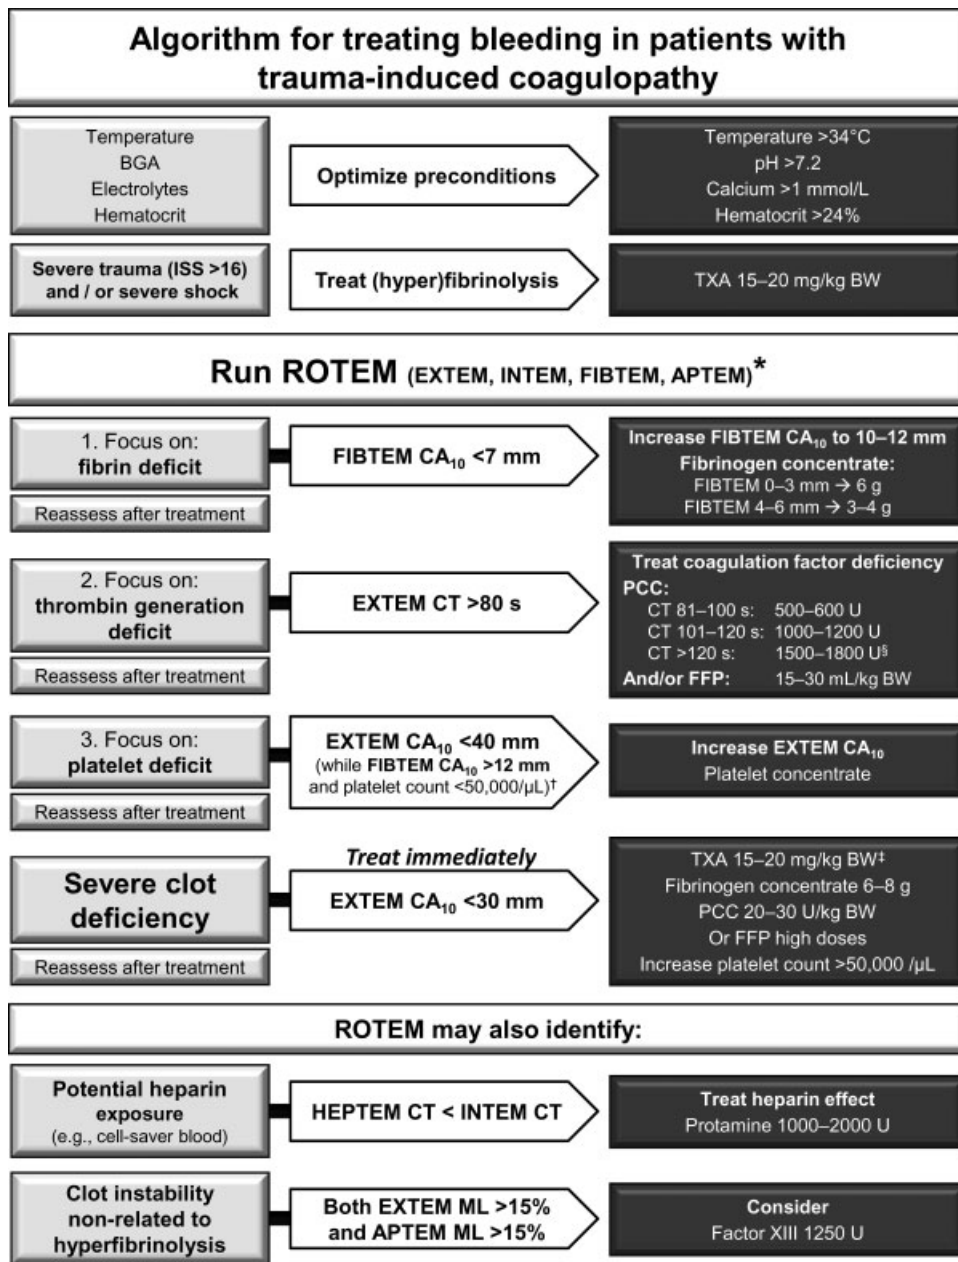 Algorithm for treating bleeding in patients with
trauma-induced coagulopathy
Temperature
BGA
Electrolytes
Hematocrit
Optimize preconditions
Temperature >34°C
pH >7.2
Calcium >1 mmol/L
Hematocrit >24%
Severe trauma (ISS >16)
and / or severe shock
Treat (hyper)fibrinolysis
TXA 15–20 mg/kg BW
Run ROTEM (EXTEM, INTEM, FIBTEM, APTEM)*
1. Focus on:
fibrin deficit
Reassess after treatment
FIBTEM CA₁₀ <7 mm
Increase FIBTEM CA₁₀ to 10–12 mm
Fibrinogen concentrate:
FIBTEM 0–3 mm → 6 g
FIBTEM 4–6 mm → 3–4 g
2. Focus on:
thrombin generation
deficit
Reassess after treatment
EXTEM CT >80 s
Treat coagulation factor deficiency
PCC:
CT 81–100 s: 500–600 U
CT 101–120 s: 1000–1200 U
CT >120 s: 1500–1800 U§
And/or FFP: 15–30 mL/kg BW
3. Focus on:
platelet deficit
Reassess after treatment
EXTEM CA₁₀ <40 mm
(while FIBTEM CA₁₀ >12 mm
and platelet count <50,000/µL)†
Increase EXTEM CA₁₀
Platelet concentrate
Severe clot
deficiency
Reassess after treatment
Treat immediately
EXTEM CA₁₀ <30 mm
TXA 15–20 mg/kg BW‡
Fibrinogen concentrate 6–8 g
PCC 20–30 U/kg BW
Or FFP high doses
Increase platelet count >50,000 /µL
ROTEM may also identify:
Potential heparin
exposure
(e.g., cell-saver blood)
HEPTEM CT < INTEM CT
Treat heparin effect
Protamine 1000–2000 U
Clot instability
non-related to
hyperfibrinolysis
Both EXTEM ML >15%
and APTEM ML >15%
Consider
Factor XIII 1250 U